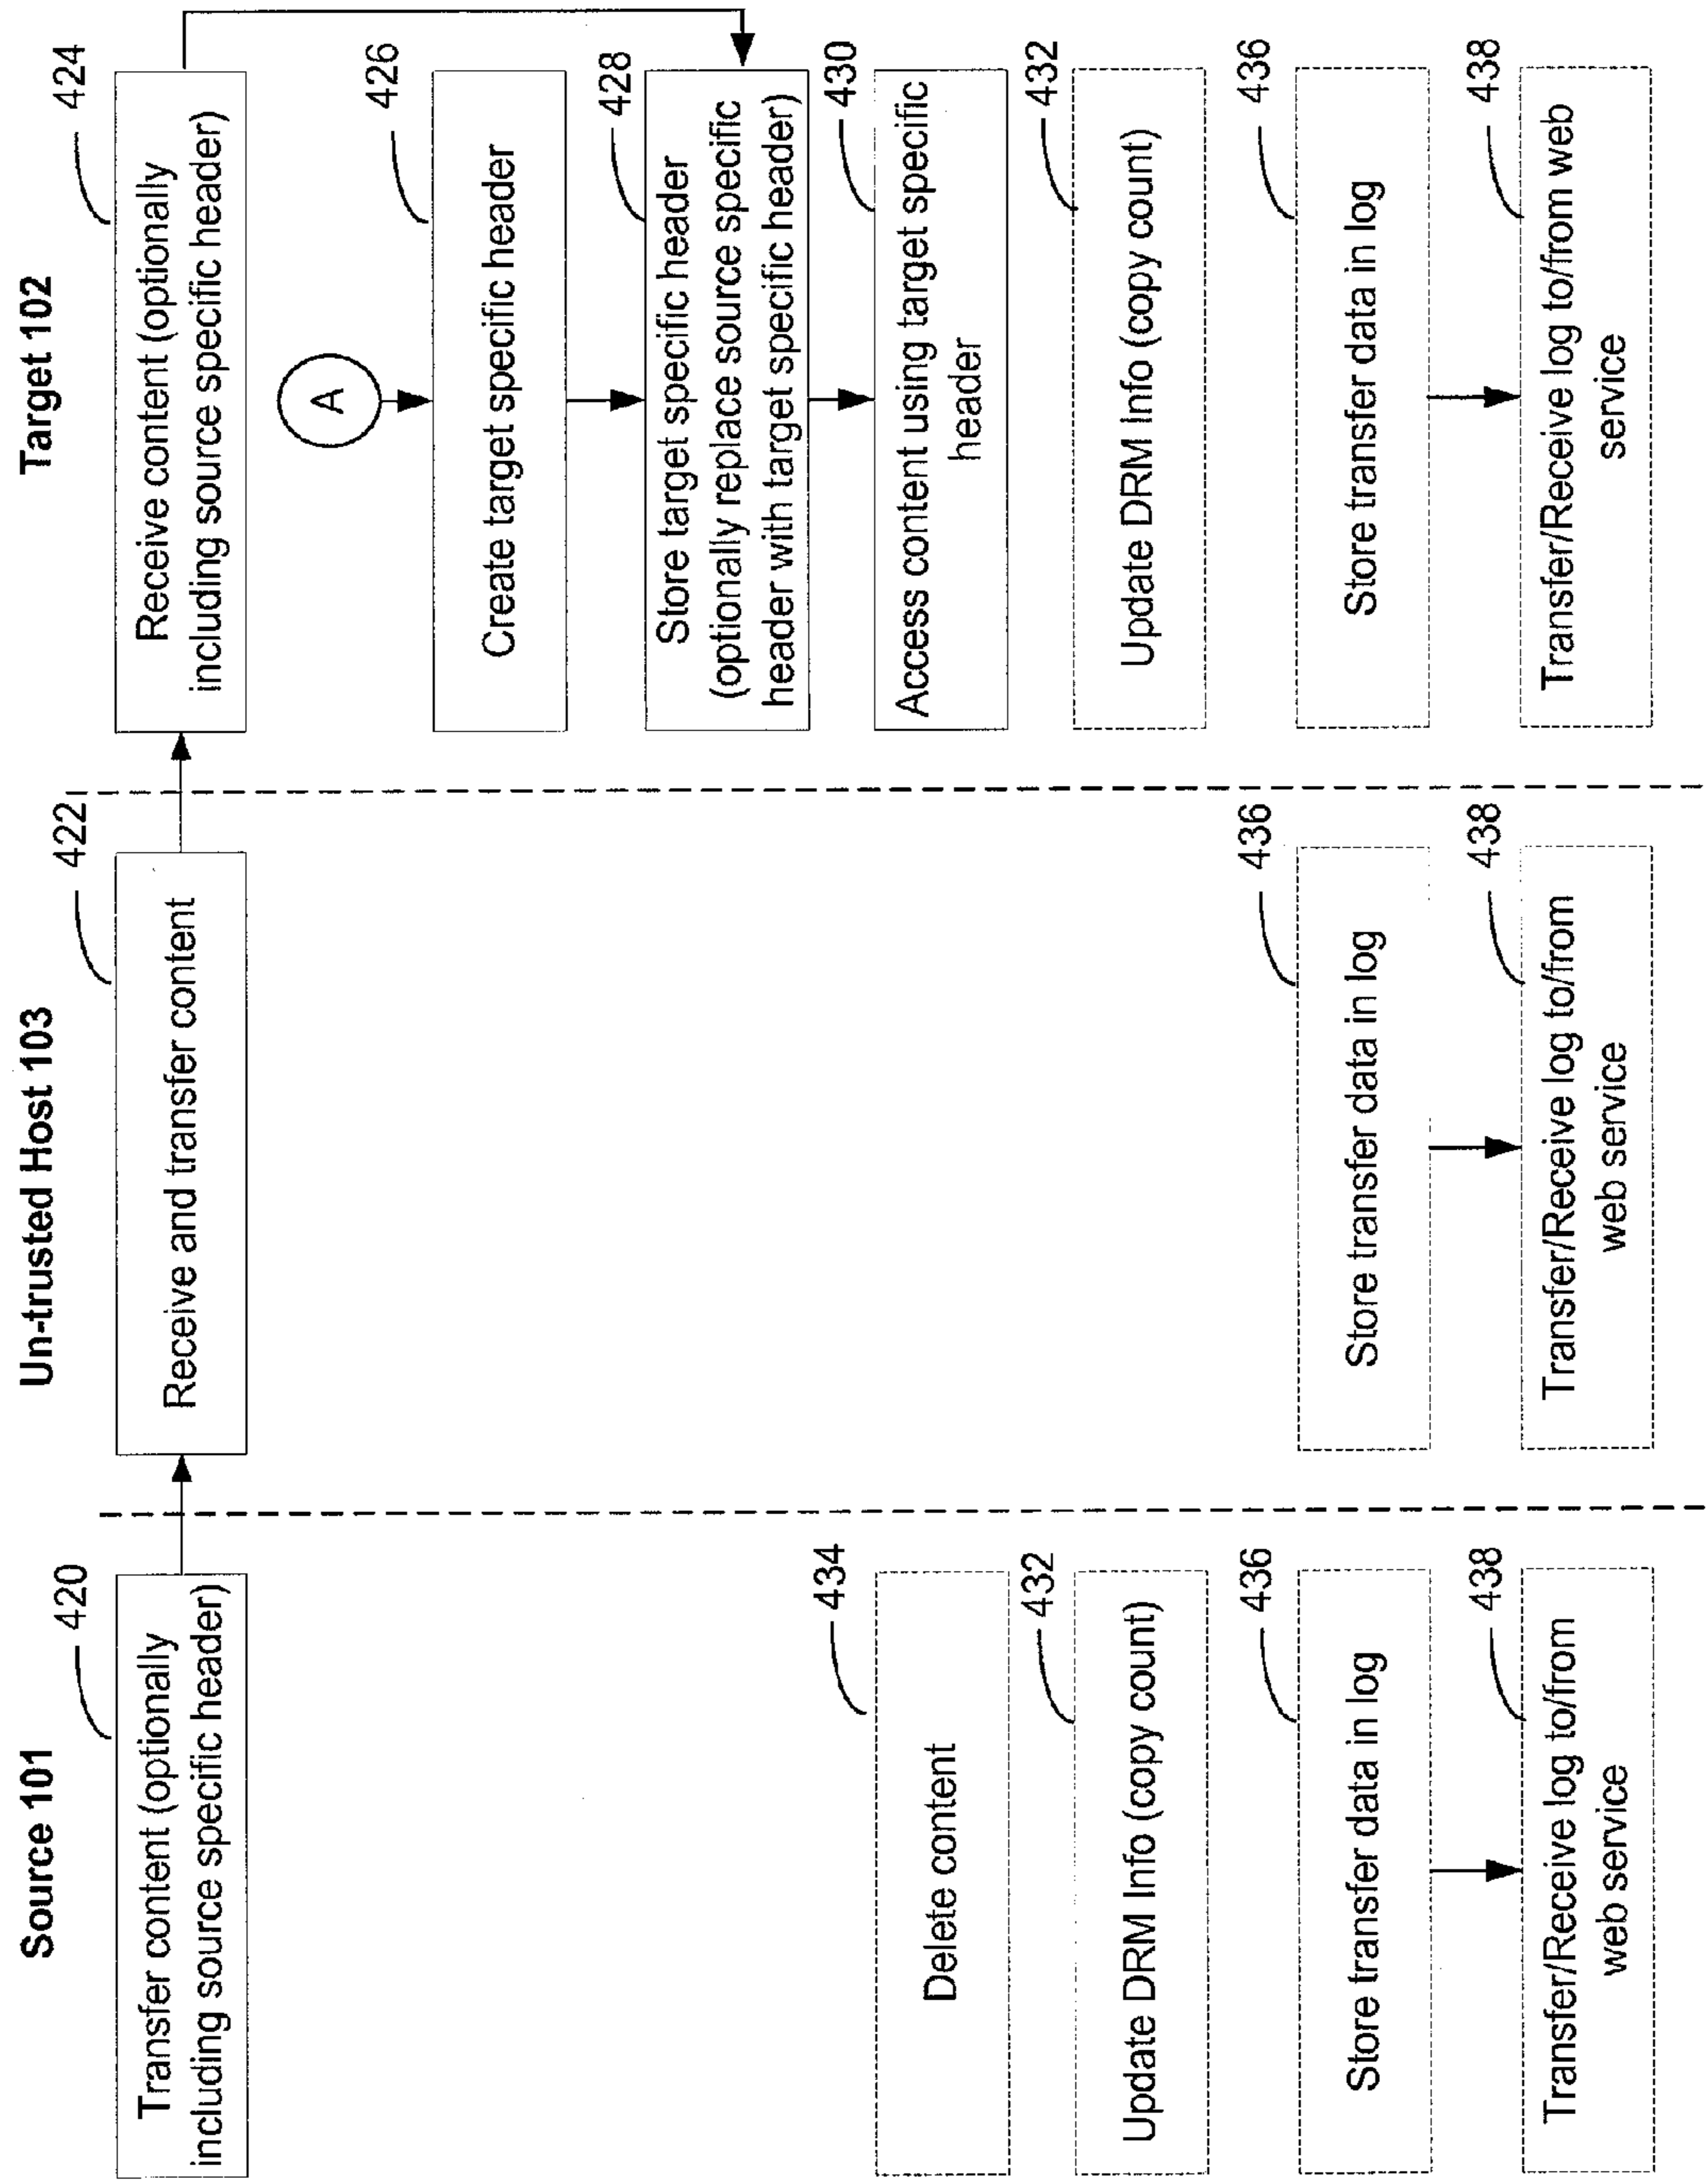 Source 101
Un-trusted Host 103
Target 102
420
Transfer content (optionally
including source specific header)
422
Receive and transfer content
424
Receive content (optionally
including source specific header)
A
426
Create target specific header
428
Store target specific header
(optionally replace source specific
header with target specific header)
434
Delete content
430
Access content using target specific
header
432
Update DRM Info (copy count)
432
Update DRM Info (copy count)
436
Store transfer data in log
436
Store transfer data in log
436
Store transfer data in log
438
Transfer/Receive log to/from
web service
438
Transfer/Receive log to/from
web service
438
Transfer/Receive log to/from web
service